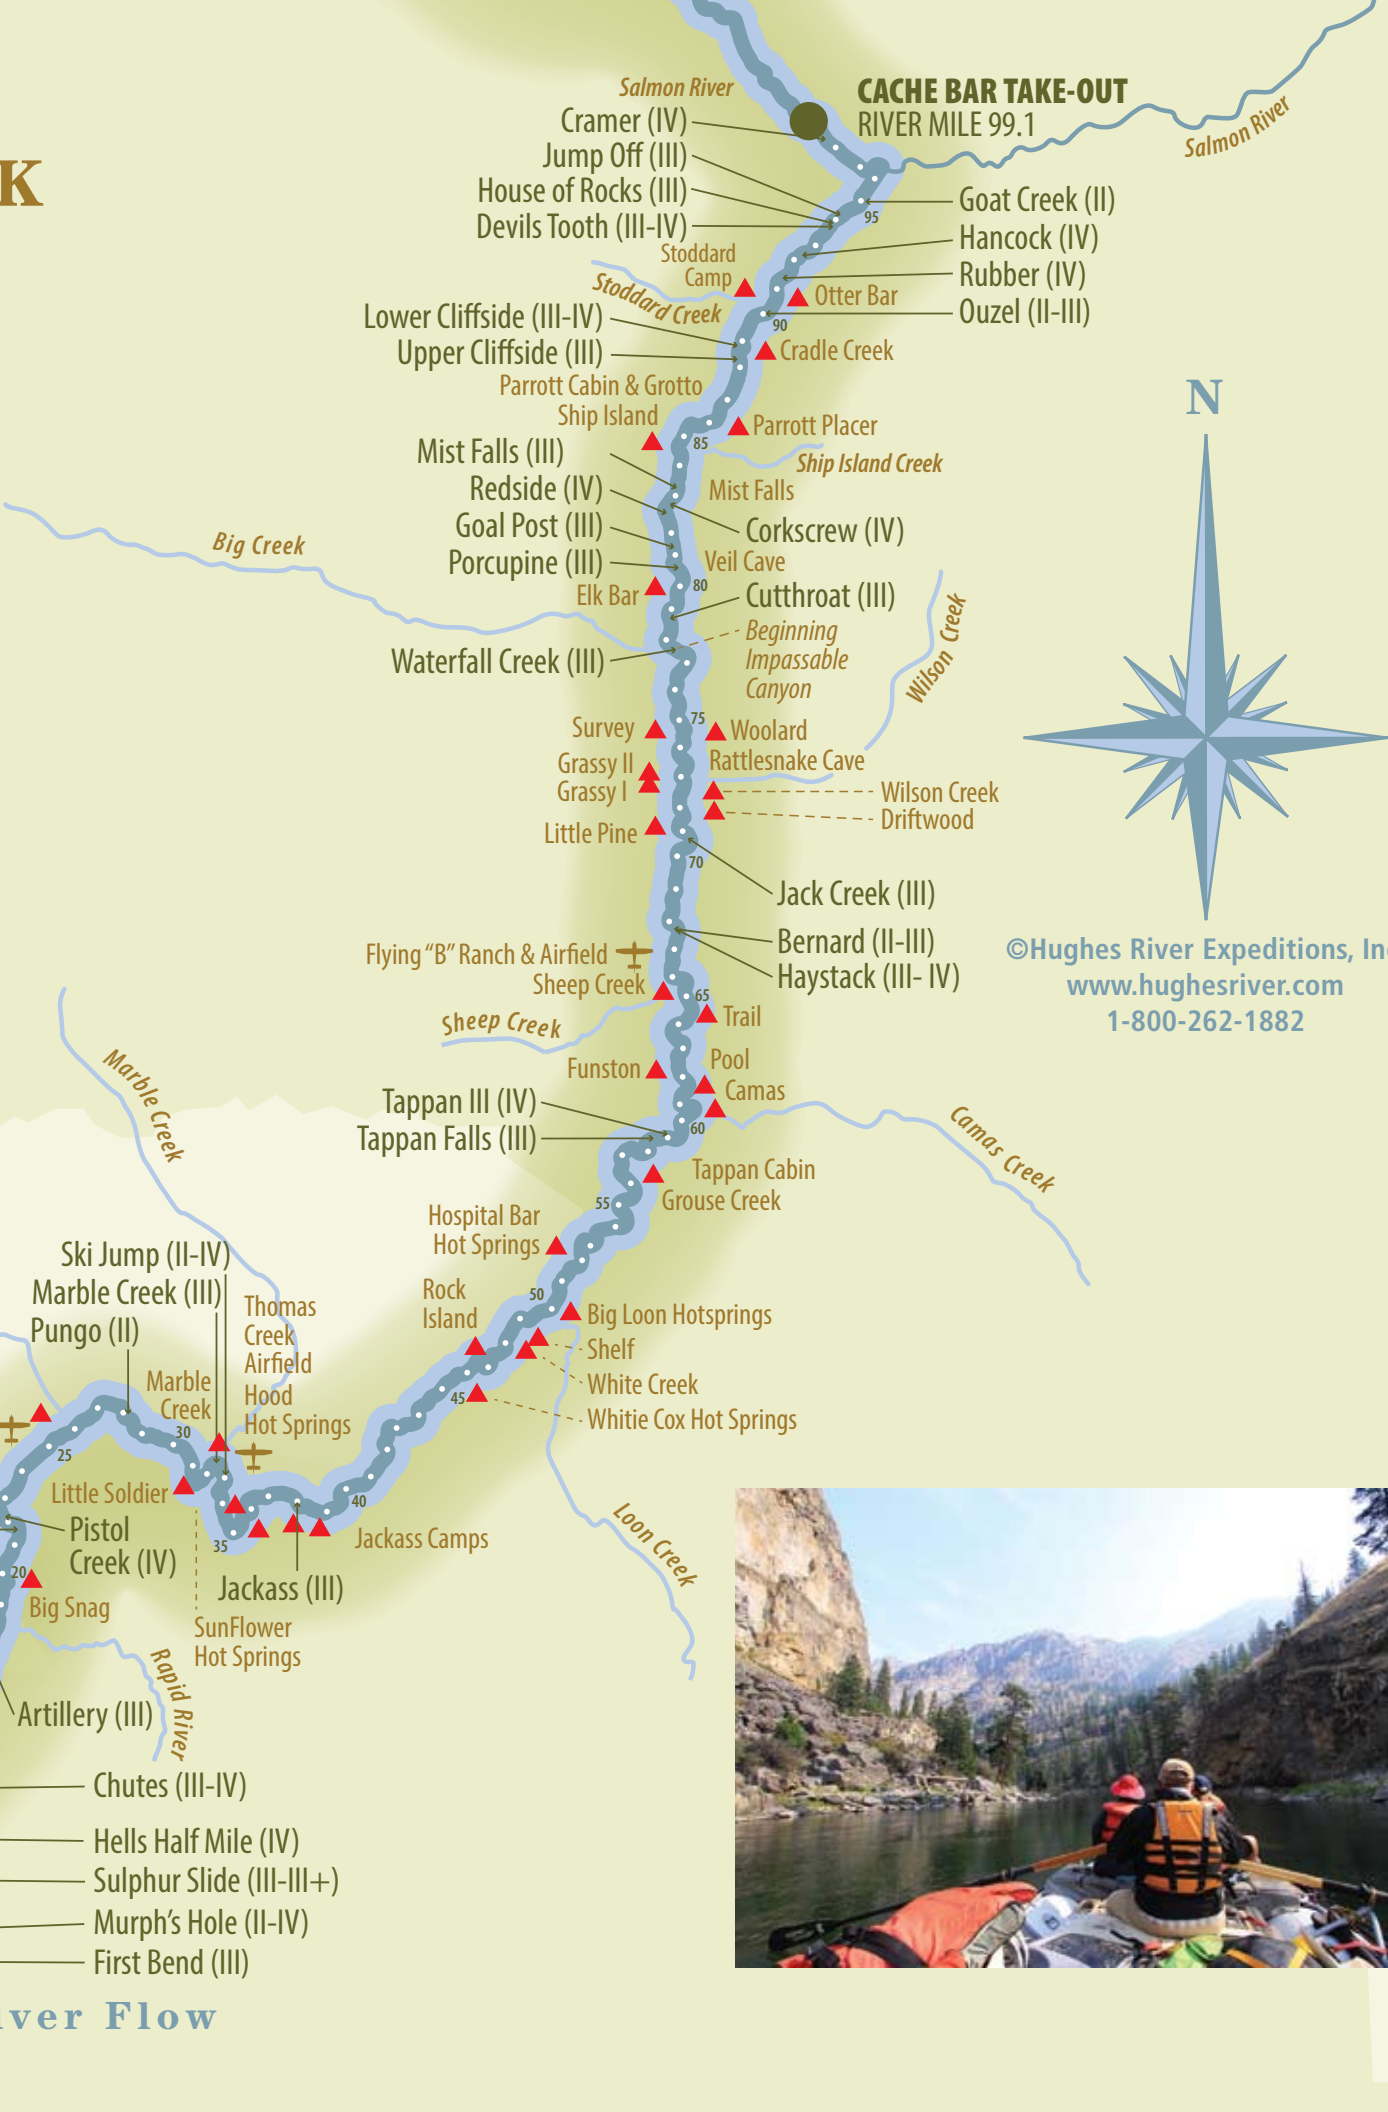 K
Salmon River
CACHE BAR TAKE-OUT
RIVER MILE 99.1
Salmon River
Cramer (IV)
Jump Off (III)
House of Rocks (III)
Devils Tooth (III-IV)
Goat Creek (II)
95
Hancock (IV)
Rubber (IV)
Ouzel (II-III)
Stoddard
Camp
Stoddard Creek
Otter Bar
90
Lower Cliffside (III-IV)
Upper Cliffside (III)
Cradle Creek
Parrott Cabin & Grotto
Ship Island
Parrott Placer
85
Ship Island Creek
N
Mist Falls (III)
Redside (IV)
Goal Post (III)
Porcupine (III)
Mist Falls
Corkscrew (IV)
Veil Cave
Big Creek
Elk Bar
80
Cutthroat (III)
Beginning
Impassable
Canyon
Wilson Creek
Waterfall Creek (III)
75
Survey
Woolard
Grassy II
Rattlesnake Cave
Grassy I
Wilson Creek
Driftwood
Little Pine
70
Jack Creek (III)
Bernard (II-III)
Haystack (III- IV)
©Hughes River Expeditions, In
www.hughesriver.com
1-800-262-1882
Flying “B” Ranch & Airfield
Sheep Creek
65
Trail
Sheep Creek
Funston
Pool
Camas
Marble Creek
Tappan III (IV)
Tappan Falls (III)
60
Camas Creek
Tappan Cabin
Grouse Creek
55
Hospital Bar
Hot Springs
Ski Jump (II-IV)
Marble Creek (III)
Pungo (II)
Thomas
Creek
Airfield
Hood
Hot Springs
Rock
Island
50
Big Loon Hotsprings
Shelf
White Creek
Whitie Cox Hot Springs
45
Marble
Creek
30
25
Little Soldier
Pistol
Creek (IV)
40
35
Jackass Camps
Loon Creek
20
Big Snag
Jackass (III)
SunFlower
Hot Springs
Rapid River
Artillery (III)
Chutes (III-IV)
Hells Half Mile (IV)
Sulphur Slide (III-III+)
Murph's Hole (II-IV)
First Bend (III)
iver Flow